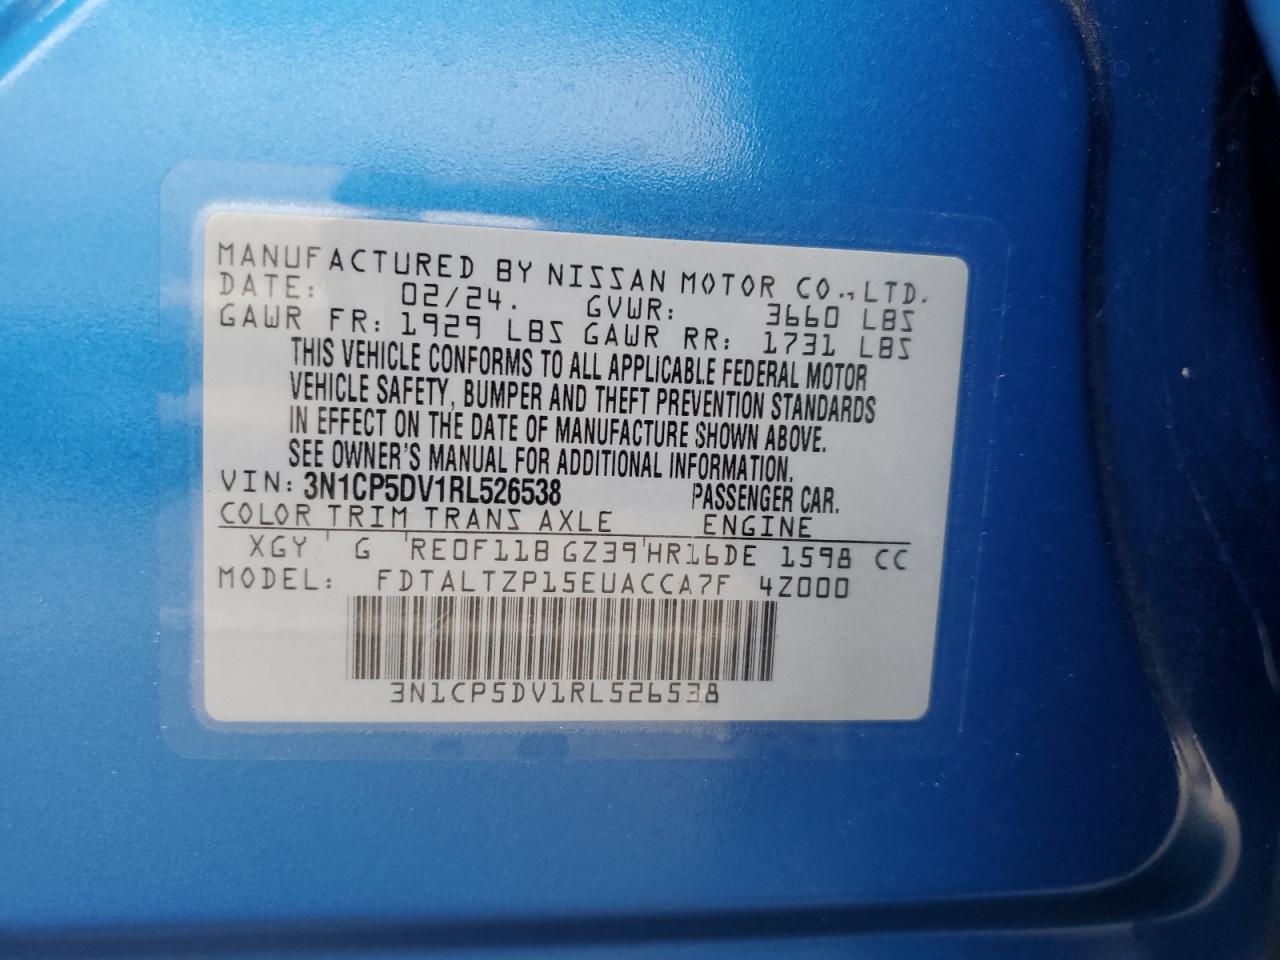 MANUFACTURED BY NISSAN MOTOR CO., LTD.
DATE: 02/24. GVWR: 3660 LBS
GAWR FR: 1929 LBS GAWR RR: 1731 LBS
THIS VEHICLE CONFORMS TO ALL APPLICABLE FEDERAL MOTOR
VEHICLE SAFETY, BUMPER AND THEFT PREVENTION STANDARDS
IN EFFECT ON THE DATE OF MANUFACTURE SHOWN ABOVE.
SEE OWNER'S MANUAL FOR ADDITIONAL INFORMATION.
VIN: 3N1CP5DV1RL526538 PASSENGER CAR.
COLOR TRIM TRANS AXLE ENGINE
XGY G RE0F11B GZ39 HR16DE 1598 CC
MODEL: FDTALTZP15EUACCA7F 4Z000
3N1CP5DV1RL526538